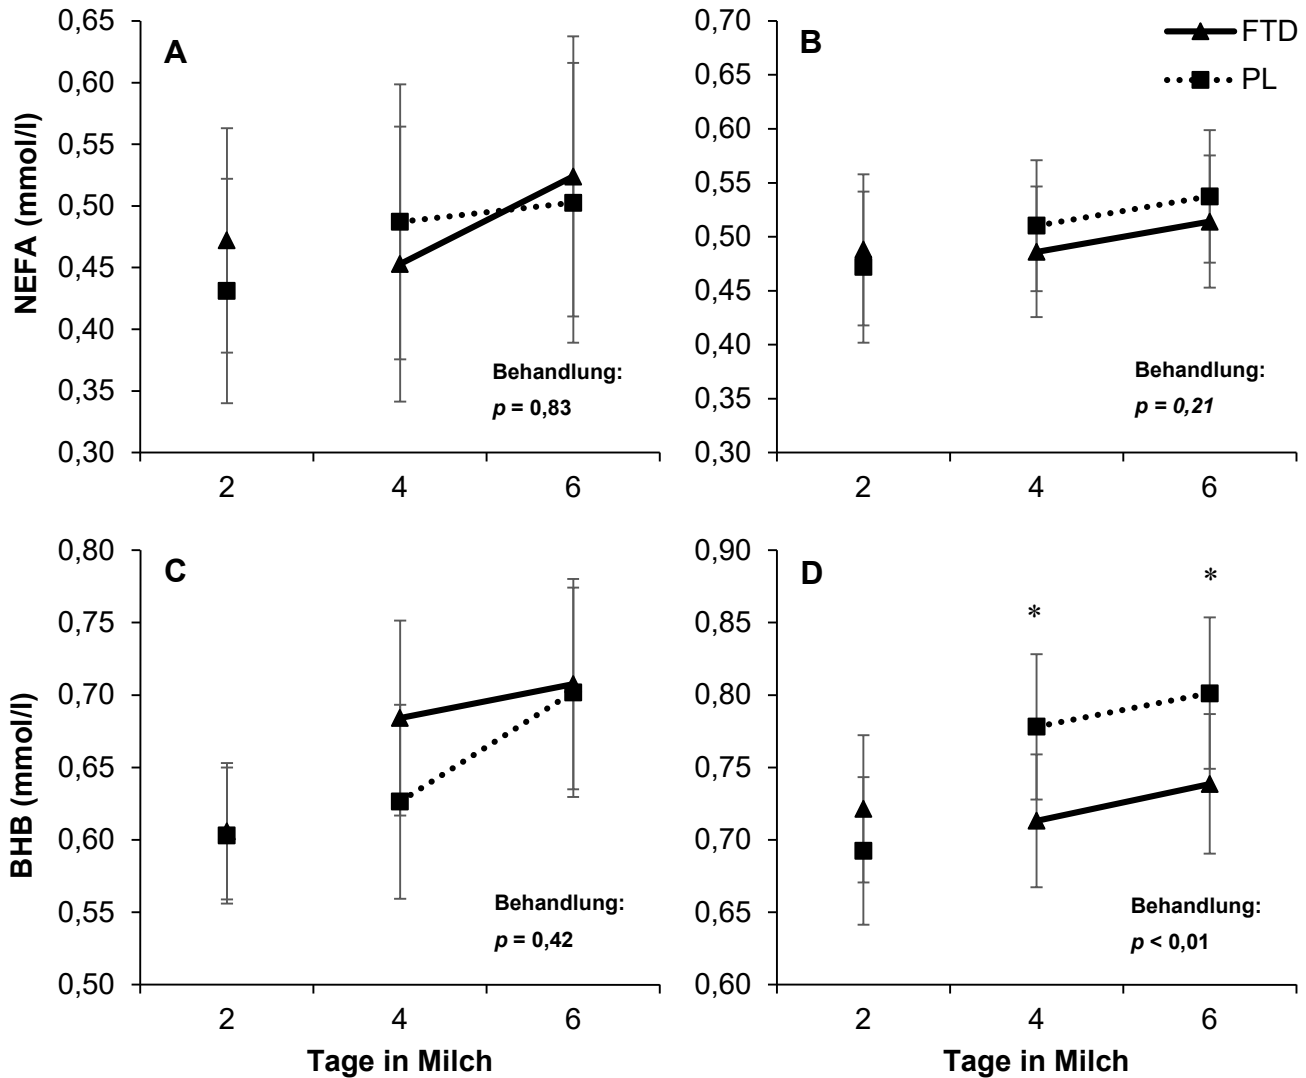 A
NEFA (mmol/l)
0,65
0,60
0,55
0,50
0,45
0,40
0,35
0,30
2
4
6
Behandlung:
p = 0,83
B
FTD
PL
0,70
0,65
0,60
0,55
0,50
0,45
0,40
0,35
0,30
2
4
6
Behandlung:
p = 0,21
C
BHB (mmol/l)
0,80
0,75
0,70
0,65
0,60
0,55
0,50
2
4
6
Behandlung:
p = 0,42
Tage in Milch
D
0,90
0,85
0,80
0,75
0,70
0,65
0,60
*
*
2
4
6
Behandlung:
p < 0,01
Tage in Milch